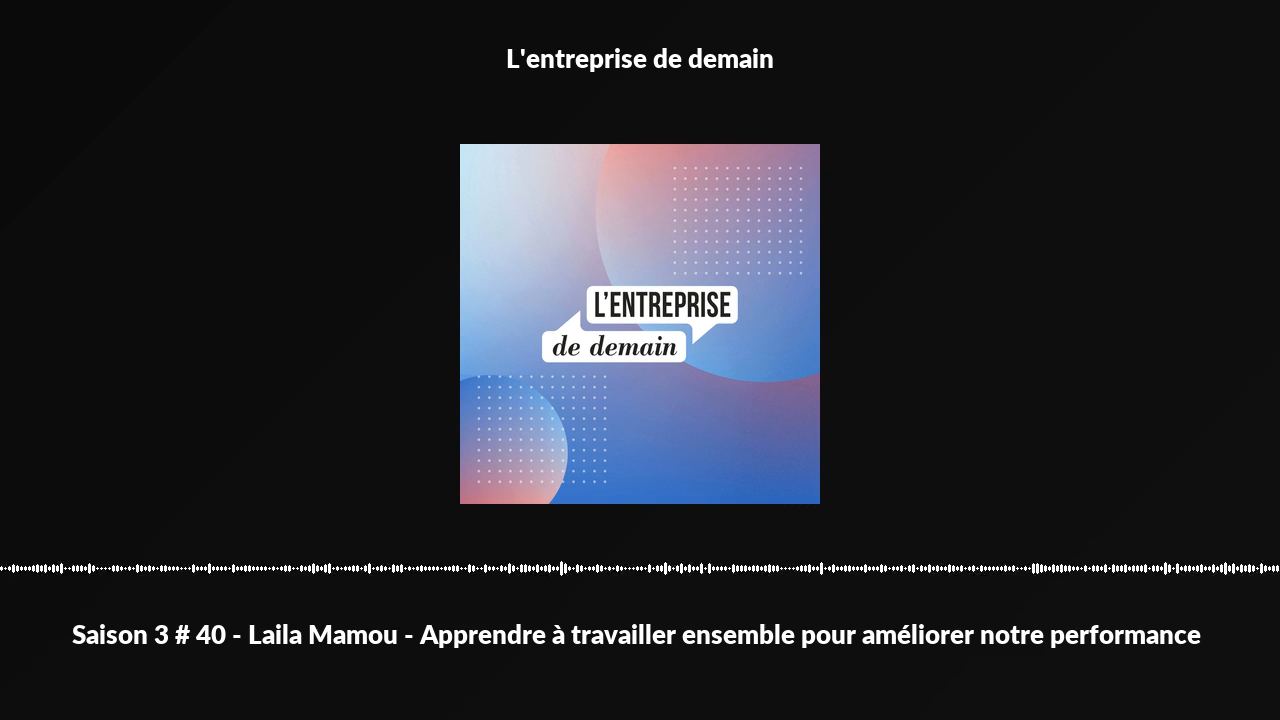 L'entreprise de demain
L'ENTREPRISE
de demain
Saison 3 # 40 - Laila Mamou - Apprendre à travailler ensemble pour améliorer notre performance